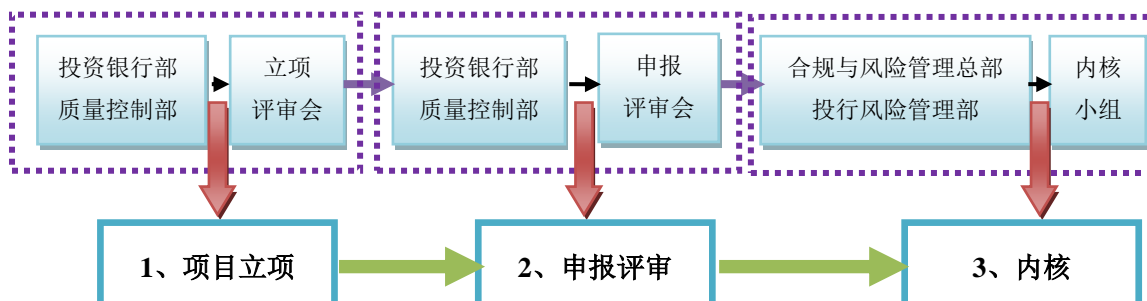 投资银行部
质量控制部
立项
评审会
投资银行部
质量控制部
申报
评审会
合规与风险管理总部
投行风险管理部
内核
小组
1、项目立项
2、申报评审
3、内核